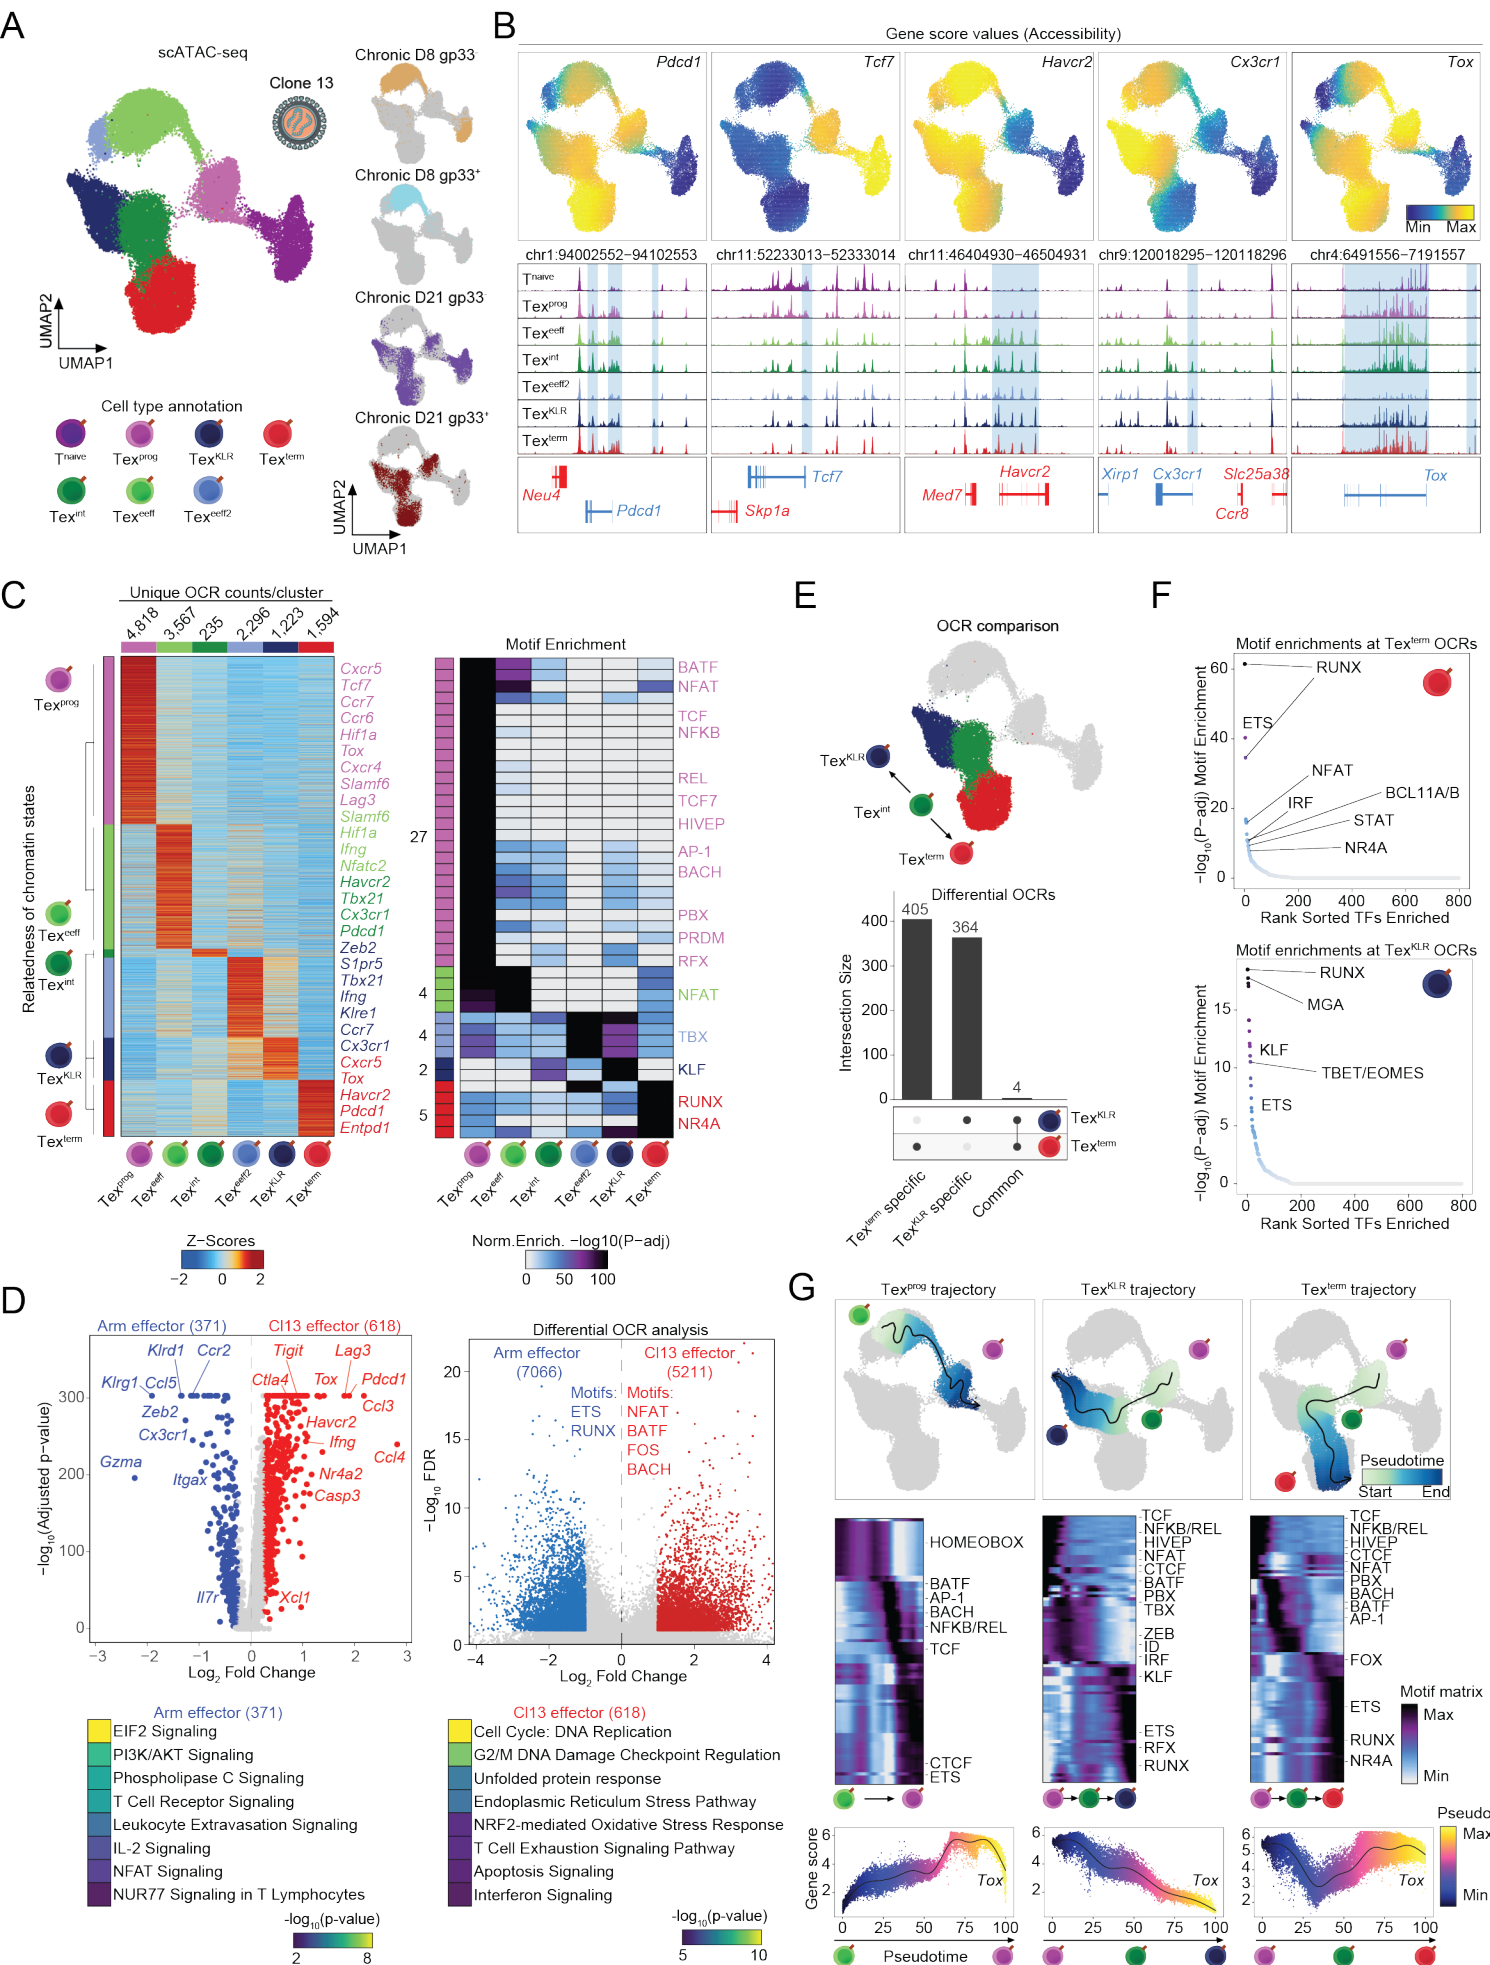 A
scATAC-seq
Clone 13
Chronic D8 gp33-
Chronic D8 gp33+
Chronic D21 gp33-
Chronic D21 gp33+
UMAP2
UMAP1
UMAP2
UMAP1
Cell type annotation
Tnaive
Texprog
TexKLR
Texterm
Texint
Texeeff
Texeeff2
B
Gene score values (Accessibility)
Pdcd1
Tcf7
Havcr2
Cx3cr1
Tox
Min Max
chr1:94002552−94102553
chr11:52233013−52333014
chr11:46404930−46504931
chr9:120018295−120118296
chr4:6491556−7191557
Tnaive
Texprog
Texeeff
Texint
Texeeff2
TexKLR
Texterm
Neu4
Pdcd1
Tcf7
Skp1a
Havcr2
Med7
Xirp1
Cx3cr1
Slc25a38
Ccr8
Tox
C
Unique OCR counts/cluster
4,818
3,567
235
2,296
1,223
1,594
Relatedness of chromatin states
Texprog
Texeeff
Texint
TexKLR
Texterm
Cxcr5
Tcf7
Ccr7
Ccr6
Hif1a
Tox
Cxcr4
Slamf6
Lag3
Slamf6
Hif1a
Ifng
Nfatc2
Havcr2
Tbx21
Cx3cr1
Pdcd1
Zeb2
S1pr5
Tbx21
Ifng
Klre1
Ccr7
Cx3cr1
Cxcr5
Tox
Havcr2
Pdcd1
Entpd1
Texprog
Texeeff
Texint
Texeeff2
TexKLR
Texterm
Z−Scores
−2 0 2
Motif Enrichment
27
4
4
2
5
BATF
NFAT
TCF
NFKB
REL
TCF7
HIVEP
AP-1
BACH
PBX
PRDM
RFX
NFAT
TBX
KLF
RUNX
NR4A
Texprog
Texeeff
Texint
Texeeff2
TexKLR
Texterm
Norm.Enrich. −log10(P−adj)
0 50 100
E
OCR comparison
TexKLR
Texint
Texterm
Differential OCRs
Intersection Size
400
300
200
100
0
405
364
4
TexKLR
Texterm
Texterm specific
TexKLR specific
Common
F
Motif enrichments at Texterm OCRs
−log10(P−adj) Motif Enrichment
60
40
20
0
RUNX
ETS
NFAT
BCL11A/B
IRF
STAT
NR4A
0 200 400 600 800
Rank Sorted TFs Enriched
Motif enrichments at TexKLR OCRs
−log10(P−adj) Motif Enrichment
15
10
5
0
RUNX
MGA
KLF
TBET/EOMES
ETS
0 200 400 600 800
Rank Sorted TFs Enriched
D
Arm effector (371)
Cl13 effector (618)
Klrd1
Ccr2
Tigit
Lag3
Klrg1
Ccl5
Ctla4
Tox
Pdcd1
Ccl3
Zeb2
Havcr2
Cx3cr1
Ifng
Ccl4
Gzma
Itgax
Nr4a2
Casp3
Il7r
Xcl1
−log10(Adjusted p−value)
300
200
100
0
−3 −2 −1 0 1 2 3
Log2 Fold Change
Differential OCR analysis
Arm effector
(7066)
Cl13 effector
(5211)
Motifs:
ETS
RUNX
Motifs:
NFAT
BATF
FOS
BACH
−Log10 FDR
20
15
10
5
0
−4 −2 0 2 4
Log2 Fold Change
Arm effector (371)
EIF2 Signaling
PI3K/AKT Signaling
Phospholipase C Signaling
T Cell Receptor Signaling
Leukocyte Extravasation Signaling
IL-2 Signaling
NFAT Signaling
NUR77 Signaling in T Lymphocytes
-log10(p-value)
2 8
Cl13 effector (618)
Cell Cycle: DNA Replication
G2/M DNA Damage Checkpoint Regulation
Unfolded protein response
Endoplasmic Reticulum Stress Pathway
NRF2-mediated Oxidative Stress Response
T Cell Exhaustion Signaling Pathway
Apoptosis Signaling
Interferon Signaling
-log10(p-value)
5 10
G
Texprog trajectory
TexKLR trajectory
Texterm trajectory
Pseudotime
Start End
HOMEOBOX
BATF
AP-1
BACH
NFKB/REL
TCF
CTCF
ETS
TCF
NFKB/REL
HIVEP
NFAT
CTCF
BATF
PBX
TBX
ZEB
ID
IRF
KLF
ETS
RFX
RUNX
TCF
NFKB/REL
HIVEP
CTCF
NFAT
PBX
BACH
BATF
AP-1
FOX
ETS
RUNX
NR4A
Motif matrix
Max
Min
Gene score
6
4
2
Tox
0 25 50 75 100
Pseudotime
6
4
2
Tox
0 25 50 75 100
6
5
4
3
2
Tox
0 25 50 75 100
Pseudo
Max
Min